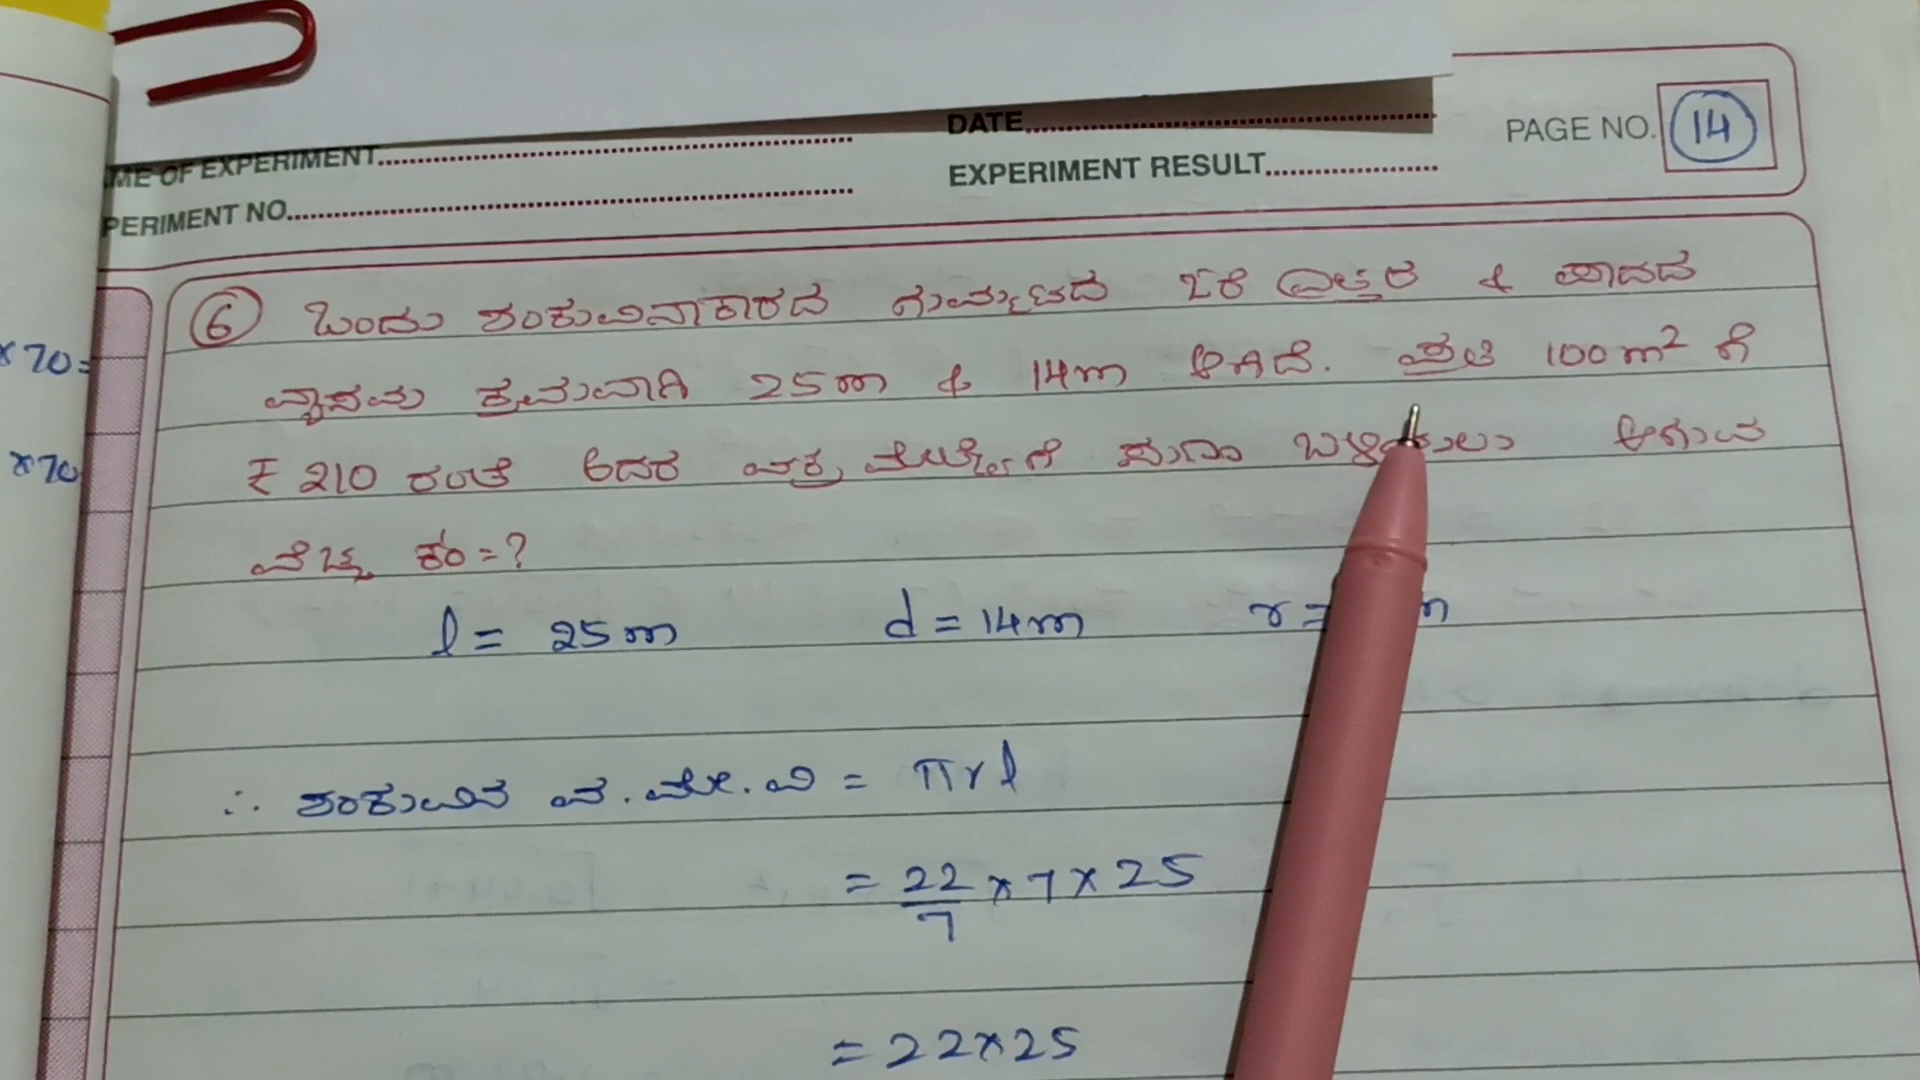 DATE
PAGE NO. 14
ME OF EXPERIMENT
EXPERIMENT RESULT
PERIMENT NO.
6 ಒಂದು ಶಂಕುವಿನಾಕಾರದ ಗುಮ್ಮಟದ ಓರೆ ಎತ್ತರ & ಪಾದದ
x 70 =
ವ್ಯಾಸವು ಕ್ರಮವಾಗಿ 25m & 14m ಆಗಿದೆ. ಪ್ರತಿ 100m² ಗೆ
x 70
₹ 210 ರಂತೆ ಅದರ ವಕ್ರ ಮೇಲ್ಮೈಗೆ ಸುಣ್ಣ ಆಗುವ
ವೆಚ್ಚ ಕಂ = ?
l = 25m d = 14m r =
∴ ಶಂಕುವಿನ ವ. ಮೇ. ವಿ = πrl
= 22/7 × 7 × 25
= 22×25